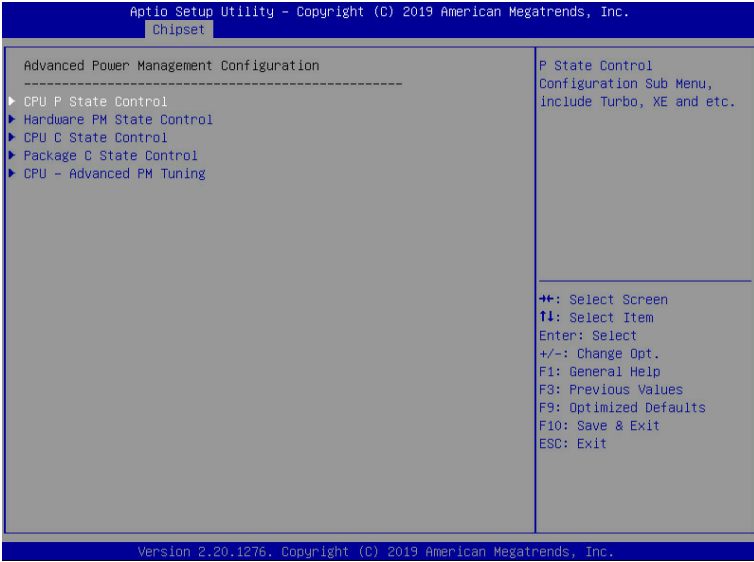 Aptio Setup Utility – Copyright (C) 2019 American Megatrends, Inc.
Chipset
Advanced Power Management Configuration
--------------------------------------------------
CPU P State Control
Hardware PM State Control
CPU C State Control
Package C State Control
CPU – Advanced PM Tuning
P State Control
Configuration Sub Menu,
include Turbo, XE and etc.
→←: Select Screen
↑↓: Select Item
Enter: Select
+/-: Change Opt.
F1: General Help
F3: Previous Values
F9: Optimized Defaults
F10: Save & Exit
ESC: Exit
Version 2.20.1276. Copyright (C) 2019 American Megatrends, Inc.